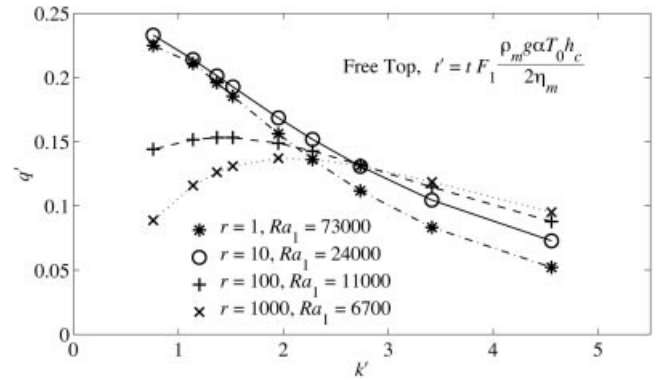 0.25
0.2
0.15
0.1
0.05
0
q'
Free Top, t' = t F₁ ρₘgαT₀h_c / 2ηₘ
r = 1, Ra₁ = 73000
r = 10, Ra₁ = 24000
r = 100, Ra₁ = 11000
r = 1000, Ra₁ = 6700
0 1 2 3 4 5
k'